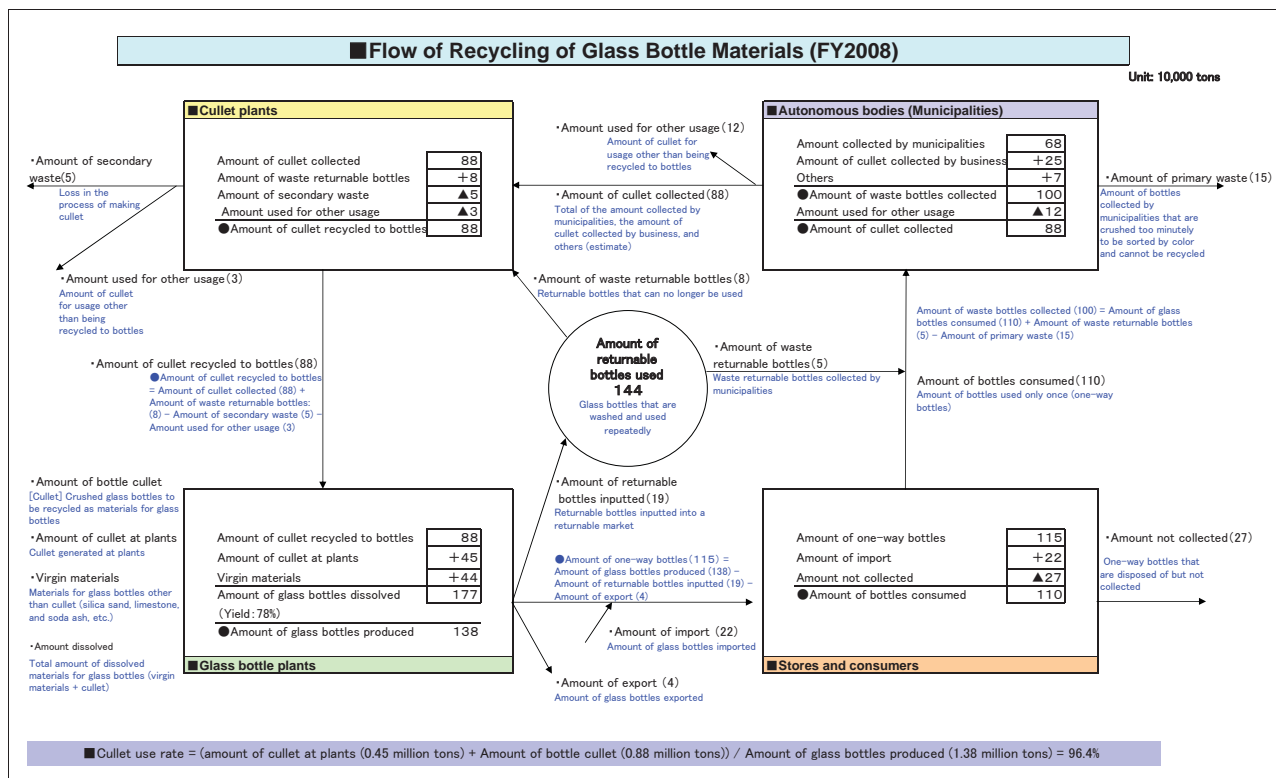 ■Flow of Recycling of Glass Bottle Materials (FY2008)
Unit: 10,000 tons
■Cullet plants
Amount of cullet collected 88
Amount of waste returnable bottles +8
Amount of secondary waste ▲5
Amount used for other usage ▲3
●Amount of cullet recycled to bottles 88
・Amount of secondary
waste(5)
Loss in the
process of making
cullet
・Amount used for other usage(3)
Amount of cullet
for usage other
than being
recycled to bottles
・Amount used for other usage(12)
Amount of cullet for
usage other than being
recycled to bottles
・Amount of cullet collected(88)
Total of the amount collected by
municipalities, the amount of
cullet collected by business, and
others (estimate)
■Autonomous bodies (Municipalities)
Amount collected by municipalities 68
Amount of cullet collected by business +25
Others +7
●Amount of waste bottles collected 100
Amount used for other usage ▲12
●Amount of cullet collected 88
・Amount of primary waste(15)
Amount of bottles
collected by
municipalities that are
crushed too minutely
to be sorted by color
and cannot be recycled
・Amount of waste returnable bottles(8)
Returnable bottles that can no longer be used
Amount of waste bottles collected (100) = Amount of glass
bottles consumed (110) + Amount of waste returnable bottles
(5) − Amount of primary waste (15)
Amount of
returnable
bottles used
144
Glass bottles that are
washed and used
repeatedly
・Amount of waste
returnable bottles(5)
Waste returnable bottles collected by
municipalities
Amount of bottles consumed(110)
Amount of bottles used only once (one-way
bottles)
・Amount of cullet recycled to bottles(88)
●Amount of cullet recycled to bottles
= Amount of cullet collected (88) +
Amount of waste returnable bottles:
(8) − Amount of secondary waste (5) −
Amount used for other usage (3)
・Amount of bottle cullet
[Cullet] Crushed glass bottles to
be recycled as materials for glass
bottles
・Amount of cullet at plants
Cullet generated at plants
・Virgin materials
Materials for glass bottles
other than cullet (silica sand, limestone,
and soda ash, etc.)
・Amount dissolved
Total amount of dissolved
materials for glass bottles (virgin
materials + cullet)
Amount of cullet recycled to bottles 88
Amount of cullet at plants +45
Virgin materials +44
Amount of glass bottles dissolved 177
(Yield：78%)
●Amount of glass bottles produced 138
■Glass bottle plants
・Amount of returnable
bottles inputted(19)
Returnable bottles inputted into a
returnable market
●Amount of one-way bottles(115) =
Amount of glass bottles produced (138) −
Amount of returnable bottles inputted (19) −
Amount of export (4)
・Amount of import (22)
Amount of glass bottles imported
・Amount of export (4)
Amount of glass bottles exported
Amount of one-way bottles 115
Amount of import +22
Amount not collected ▲27
●Amount of bottles consumed 110
■Stores and consumers
・Amount not collected(27)
One-way bottles that
are disposed of but not
collected
■Cullet use rate = (amount of cullet at plants (0.45 million tons) + Amount of bottle cullet (0.88 million tons)) / Amount of glass bottles produced (1.38 million tons) = 96.4%